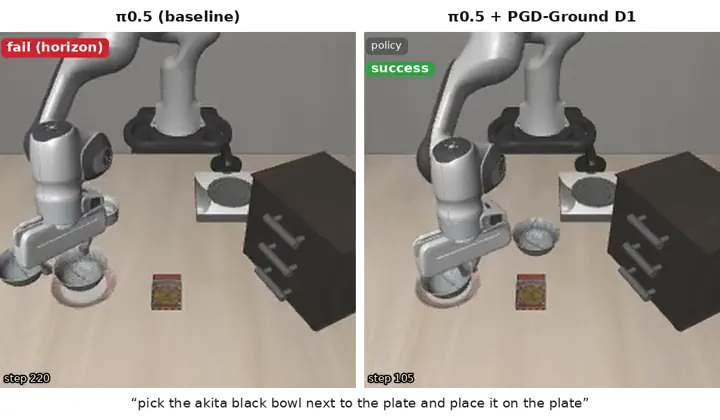 π0.5 (baseline)
π0.5 + PGD-Ground D1
fail (horizon)
policy
success
step 220
step 105
“pick the akita black bowl next to the plate and place it on the plate”